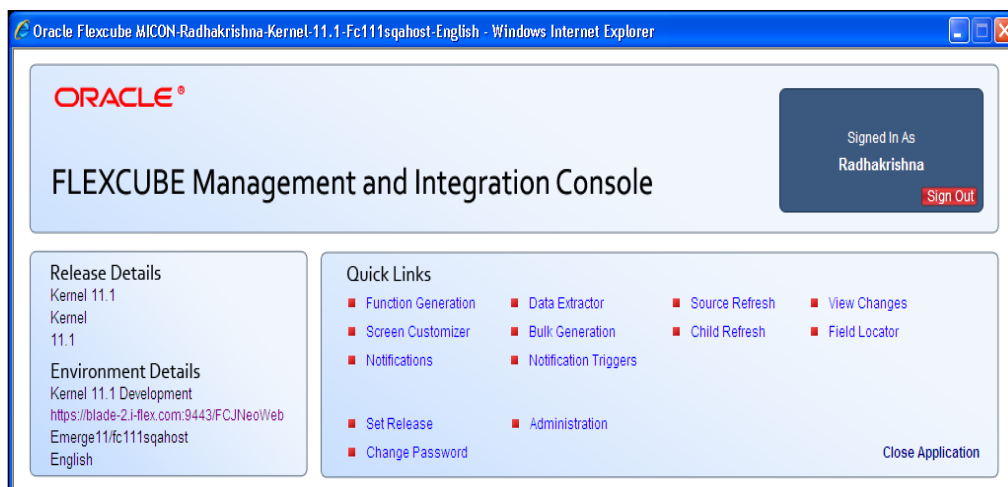 Oracle Flexcube MICON-Radhakrishna-Kernel-11.1-Fc111sqahost-English - Windows Internet Explorer
ORACLE ®
FLEXCUBE Management and Integration Console
Signed In As
Radhakrishna
Sign Out
Release Details
Kernel 11.1
Kernel
11.1
Environment Details
Kernel 11.1 Development
https://blade-2.i-flex.com:9443/FCJNeoWeb
Emerge11/fc111sqahost
English
Quick Links
Function Generation Data Extractor Source Refresh View Changes
Screen Customizer Bulk Generation Child Refresh Field Locator
Notifications Notification Triggers
Set Release Administration
Change Password
Close Application